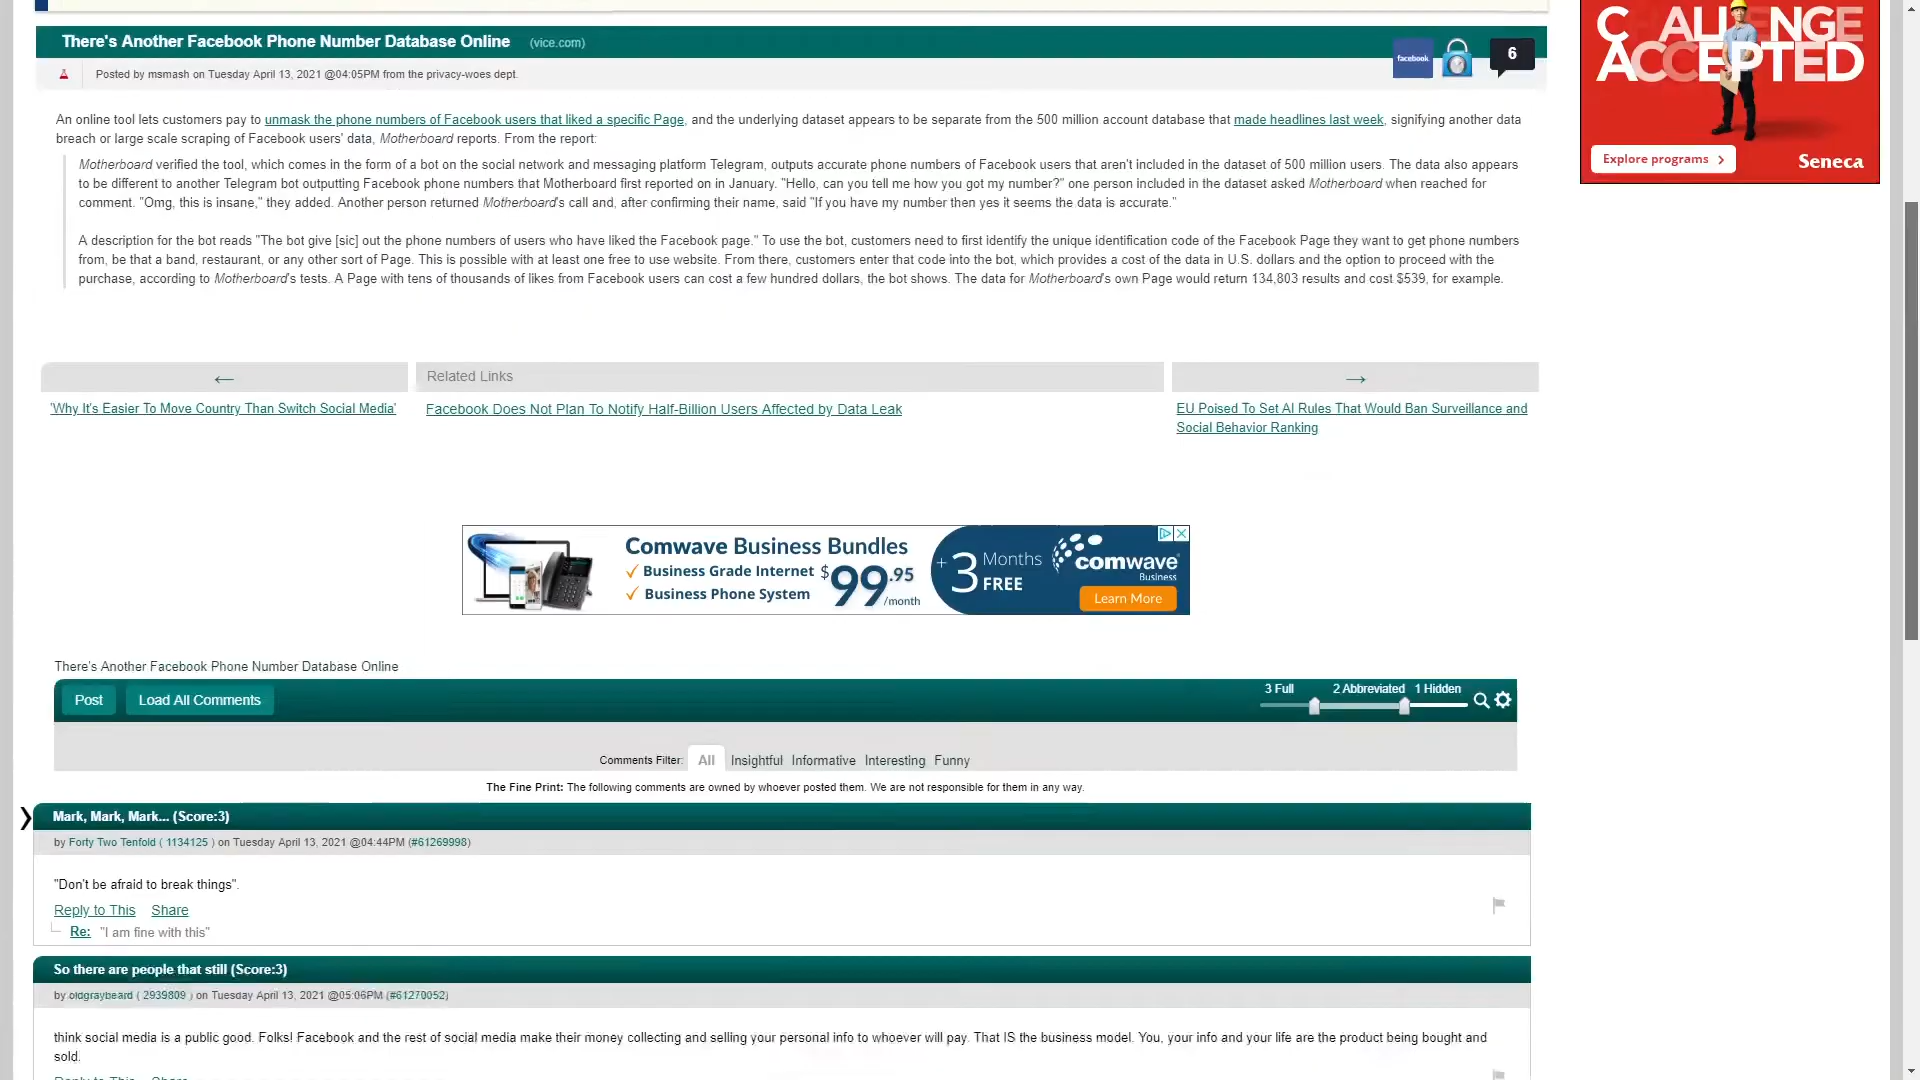 There's Another Facebook Phone Number Database Online (vice.com)
facebook
6
Posted by msmash on Tuesday April 13, 2021 @04:05PM from the privacy-woes dept.
An online tool lets customers pay to unmask the phone numbers of Facebook users that liked a specific Page, and the underlying dataset appears to be separate from the 500 million account database that made headlines last week, signifying another data
breach or large scale scraping of Facebook users' data, Motherboard reports. From the report:
Motherboard verified the tool, which comes in the form of a bot on the social network and messaging platform Telegram, outputs accurate phone numbers of Facebook users that aren't included in the dataset of 500 million users. The data also appears
to be different to another Telegram bot outputting Facebook phone numbers that Motherboard first reported on in January. "Hello, can you tell me how you got my number?" one person included in the dataset asked Motherboard when reached for
comment. "Omg, this is insane," they added. Another person returned Motherboard's call and, after confirming their name, said "If you have my number then yes it seems the data is accurate."
A description for the bot reads "The bot give [sic] out the phone numbers of users who have liked the Facebook page." To use the bot, customers need to first identify the unique identification code of the Facebook Page they want to get phone numbers
from, be that a band, restaurant, or any other sort of Page. This is possible with at least one free to use website. From there, customers enter that code into the bot, which provides a cost of the data in U.S. dollars and the option to proceed with the
purchase, according to Motherboard's tests. A Page with tens of thousands of likes from Facebook users can cost a few hundred dollars, the bot shows. The data for Motherboard's own Page would return 134,803 results and cost $539, for example.
CHALLENGE
ACCEPTED
Explore programs
Seneca
← Related Links →
'Why It's Easier To Move Country Than Switch Social Media'
Facebook Does Not Plan To Notify Half-Billion Users Affected by Data Leak
EU Poised To Set AI Rules That Would Ban Surveillance and
Social Behavior Ranking
Comwave Business Bundles
✓ Business Grade Internet
✓ Business Phone System
$99.95
/month
+3 Months
FREE
comwave
Business
Learn More
There's Another Facebook Phone Number Database Online
Post Load All Comments
3 Full 2 Abbreviated 1 Hidden
Comments Filter: All Insightful Informative Interesting Funny
The Fine Print: The following comments are owned by whoever posted them. We are not responsible for them in any way.
Mark, Mark, Mark... (Score:3)
by Forty Two Tenfold ( 1134125 ) on Tuesday April 13, 2021 @04:44PM (#61269998)
"Don't be afraid to break things".
Reply to This Share
Re: "I am fine with this"
So there are people that still (Score:3)
by oldgraybeard ( 2939809 ) on Tuesday April 13, 2021 @05:06PM (#61270052)
think social media is a public good. Folks! Facebook and the rest of social media make their money collecting and selling your personal info to whoever will pay. That IS the business model. You, your info and your life are the product being bought and
sold.
Reply to This Share